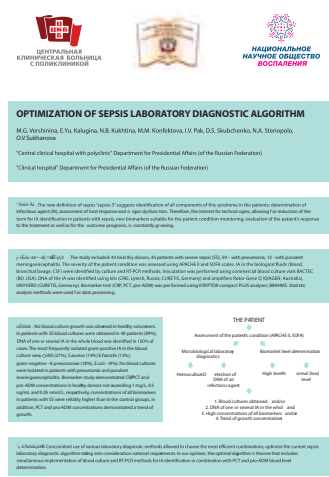 ЦЕНТРАЛЬНАЯ
КЛИНИЧЕСКАЯ БОЛЬНИЦА
С ПОЛИКЛИНИКОЙ
НАЦИОНАЛЬНОЕ
НАУЧНОЕ ОБЩЕСТВО
ВОСПАЛЕНИЯ
OPTIMIZATION OF SEPSIS LABORATORY DIAGNOSTIC ALGORITHM
M.G. Vershinina, E.Yu. Kalugina, N.B. Kukhtina, M.M. Konfektova, I.V. Pak, D.S. Skubchenko, N.A. Steriopolo,
O.V.Sukhanova
"Central clinical hospital with polyclinic" Department for Presidential Affairs (of the Russian Federation)
"Clinical hospital" Department for Presidential Affairs (of the Russian Federation)
The new definition of sepsis "sepsis-3" suggests identification of all components of this syndrome in the patients: determination of
infectious agent (IA), assessment of host response and organ dysfunction. Therefore, the interest for technologies, allowing for reduction of the
term for IA identification in patients with sepsis, new biomarkers suitable for the patient condition monitoring, evaluation of the patient's response
to the treatment as well as for the outcome prognosis, is constantly growing.
The study included: 43 healthy donors, 45 patients with severe sepsis (SS), 39 - with pneumonia, 12 - with purulent
meningoencephalitis. The severity of the patient condition was assessed using APACHE II and SOFA scales. IA in the biological fluids (blood,
bronchial lavage, CSF) were identified by culture and RT-PCR methods. Inoculation was performed using commercial blood culture vials BACTEC
(BD, USA). DNA of the IA was identified using kits (CRIE; Lytech, Russia; CURETIS, Germany) and amplifiers Rotor-Gene Q (QIAGEN, Australia),
UNYVERO (CURETIS, Germany). Biomarker test (CRP, PCT, pro-ADM) was performed using KRYPTOR compact PLUS analyzer, BRAHMS. Statistic
analysis methods were used for data processing.
No blood culture growth was obtained in healthy volunteers.
In patients with SS blood cultures were obtained in 40 patients (89%),
DNA of one or several IA in the whole blood was identified in 100% of
cases. The most frequently isolated gram-positive IA in the blood
culture were CoNS (27%), S.aureus (14%) E.faecalis (13%);
gram-negative - K.pneumoniae (16%), E.coli - (9%). No blood cultures
were isolated in patients with pneumonia and purulent
meningoencephalitis. Biomarker study demonstrated CRP, PCT and
pro-ADM concentrations in healthy donors not exceeding 1 mg/L, 0.5
ng/mL and 0.05 nmol/L, respectively, concentrations of all biomarkers
in patients with SS were reliably higher than in the control groups, in
addition, PCT and pro-ADM concentrations demonstrated a trend of
growth.
THE PATIENT
Assessment of the patient's condition (APACHE II, SOFA)
Microbiological laboratory
diagnostics
Biomarker level determination
Hemoculture
etection of
DNA of an
infectious agent
High level
ormal (low)
level
1. Blood cultures obtained and/or
2. DNA of one or several IA in the whole and
3. High concentrations of all biomarkers and/or
4. Trend of growth concentration
Concomitant use of various laboratory diagnostic methods allowed to choose the most efficient combinations, optimize the current sepsis
laboratory diagnostic algorithm taking into consideration national requirements. In our opinion, the optimal algorithm is the one that includes
simultaneous implementation of blood culture and RT-PCR methods for IA identification in combination with PCT and pro-ADM blood level
determination